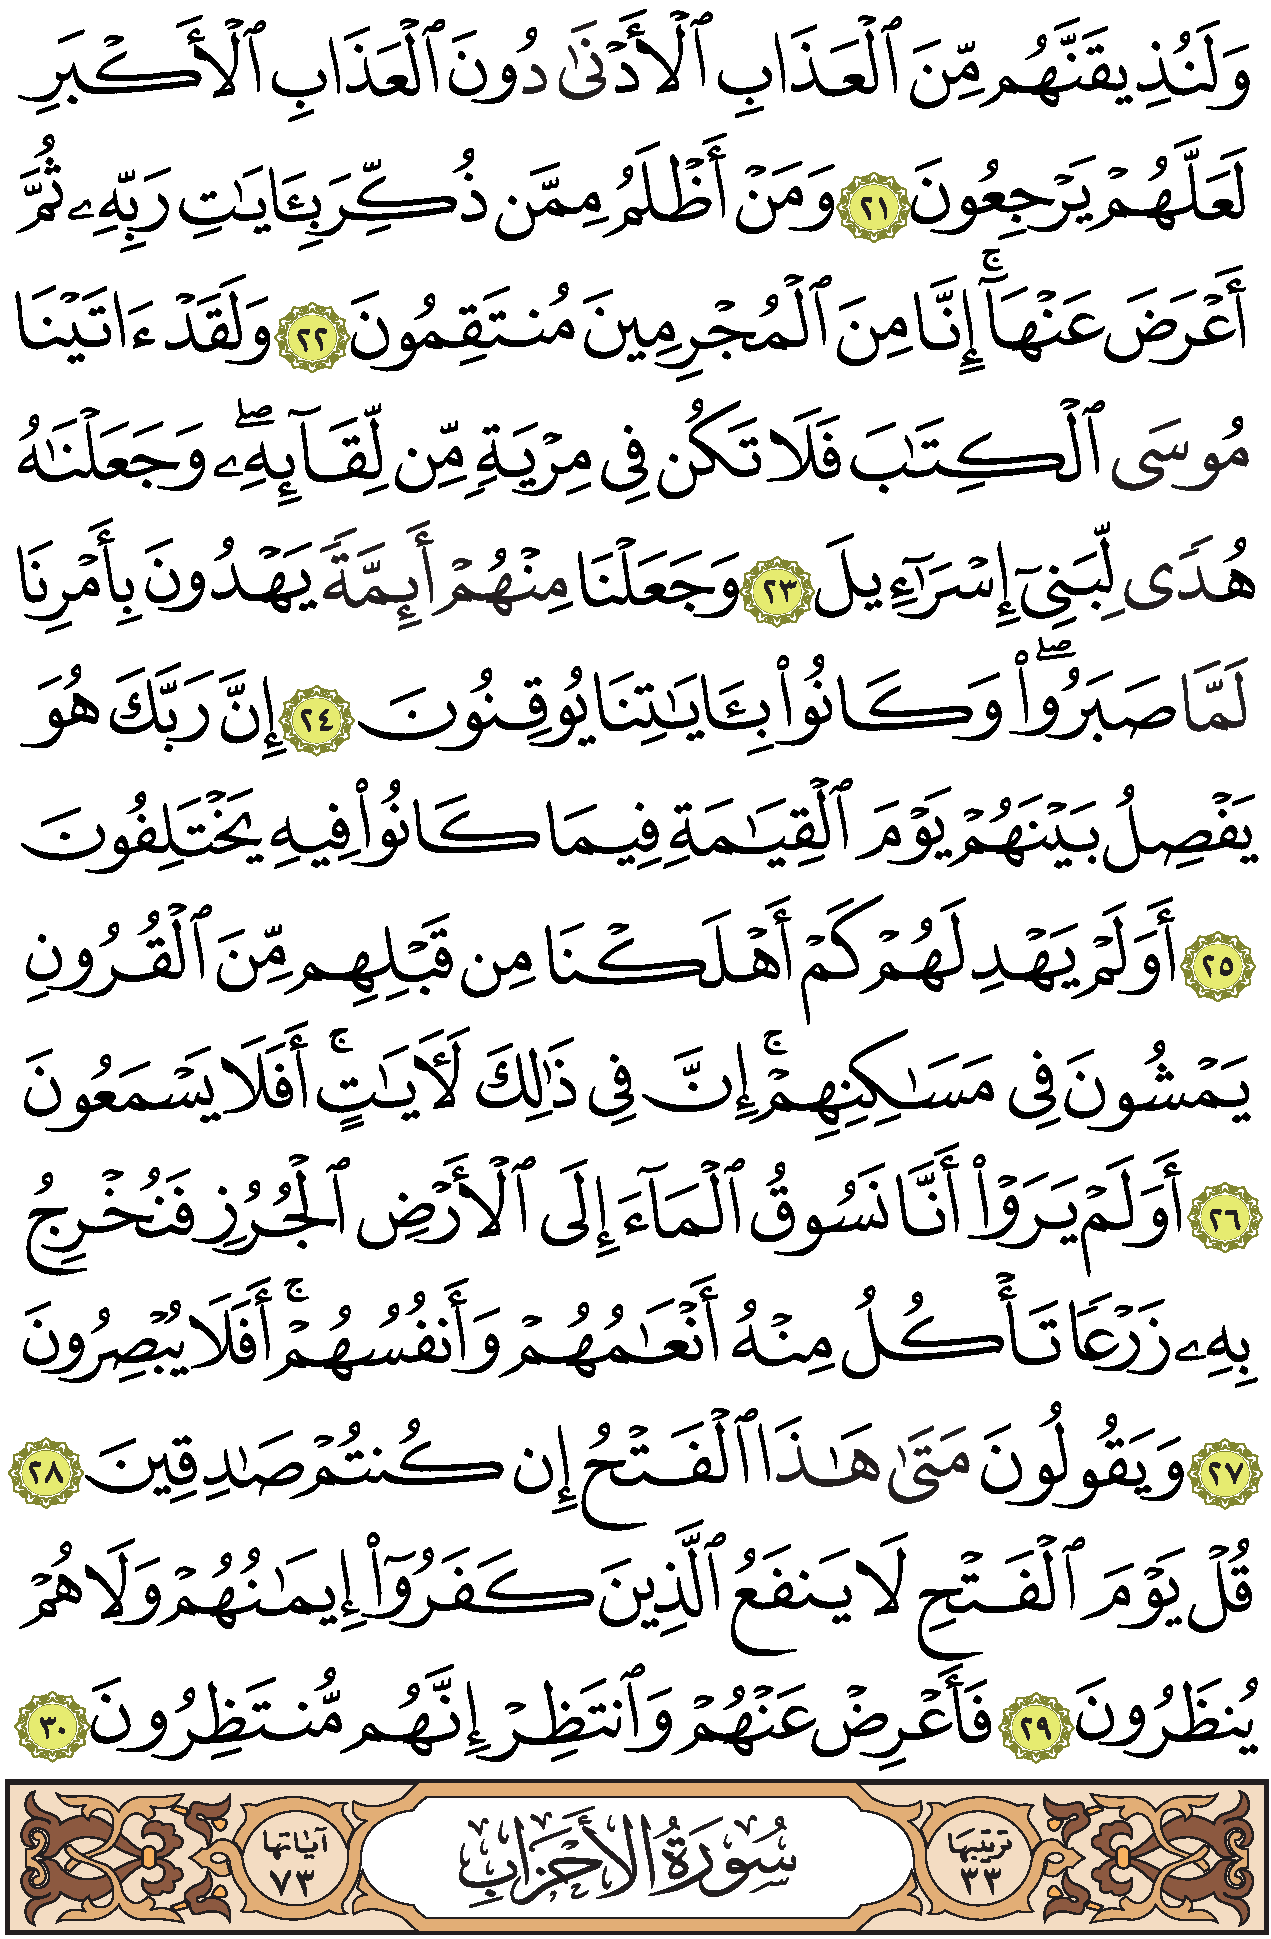 وَلَنُذِيقَنَّهُم مِّنَ ٱلْعَذَابِ ٱلْأَدْنَىٰ دُونَ ٱلْعَذَابِ ٱلْأَكْبَرِ
لَعَلَّهُمْ يَرْجِعُونَ ٢١ وَمَنْ أَظْلَمُ مِمَّن ذُكِّرَ بِـَٔايَـٰتِ رَبِّهِۦ ثُمَّ
أَعْرَضَ عَنْهَآ ۚ إِنَّا مِنَ ٱلْمُجْرِمِينَ مُنتَقِمُونَ ٢٢ وَلَقَدْ ءَاتَيْنَا
مُوسَى ٱلْكِتَـٰبَ فَلَا تَكُن فِى مِرْيَةٍ مِّن لِّقَآئِهِۦ ۖ وَجَعَلْنَـٰهُ
هُدًى لِّبَنِىٓ إِسْرَٰٓءِيلَ ٢٣ وَجَعَلْنَا مِنْهُمْ أَئِمَّةً يَهْدُونَ بِأَمْرِنَا
لَمَّا صَبَرُوا۟ ۖ وَكَانُوا۟ بِـَٔايَـٰتِنَا يُوقِنُونَ ٢٤ إِنَّ رَبَّكَ هُوَ
يَفْصِلُ بَيْنَهُمْ يَوْمَ ٱلْقِيَـٰمَةِ فِيمَا كَانُوا۟ فِيهِ يَخْتَلِفُونَ
٢٥ أَوَلَمْ يَهْدِ لَهُمْ كَمْ أَهْلَكْنَا مِن قَبْلِهِم مِّنَ ٱلْقُرُونِ
يَمْشُونَ فِى مَسَـٰكِنِهِمْ ۚ إِنَّ فِى ذَٰلِكَ لَـَٔايَـٰتٍ ۚ أَفَلَا يَسْمَعُونَ
٢٦ أَوَلَمْ يَرَوْا۟ أَنَّا نَسُوقُ ٱلْمَآءَ إِلَى ٱلْأَرْضِ ٱلْجُرُزِ فَنُخْرِجُ
بِهِۦ زَرْعًا تَأْكُلُ مِنْهُ أَنْعَـٰمُهُمْ وَأَنفُسُهُمْ ۚ أَفَلَا يُبْصِرُونَ
٢٧ وَيَقُولُونَ مَتَىٰ هَـٰذَا ٱلْفَتْحُ إِن كُنتُمْ صَـٰدِقِينَ ٢٨
قُلْ يَوْمَ ٱلْفَتْحِ لَا يَنفَعُ ٱلَّذِينَ كَفَرُوٓا۟ إِيمَـٰنُهُمْ وَلَا هُمْ
يُنظَرُونَ ٢٩ فَأَعْرِضْ عَنْهُمْ وَٱنتَظِرْ إِنَّهُم مُّنتَظِرُونَ ٣٠
ترتيبها ٣٣ سُورَةُ الأَحْزَابِ آياتها ٧٣